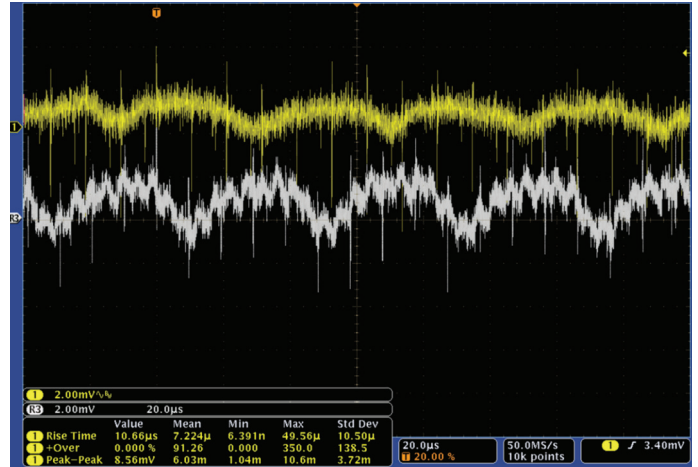 T
1
R3
1 2.00mV∿
R3 2.00mV 20.0µs
Value Mean Min Max Std Dev
1 Rise Time 10.66µs 7.224µ 6.391n 49.56µ 10.50µ
1 +Over 0.000 % 91.26 0.000 350.0 138.5
1 Peak-Peak 8.56mV 6.03m 1.04m 10.6m 3.72m
20.0µs
T 20.00 %
50.0MS/s
10k points
1 3.40mV